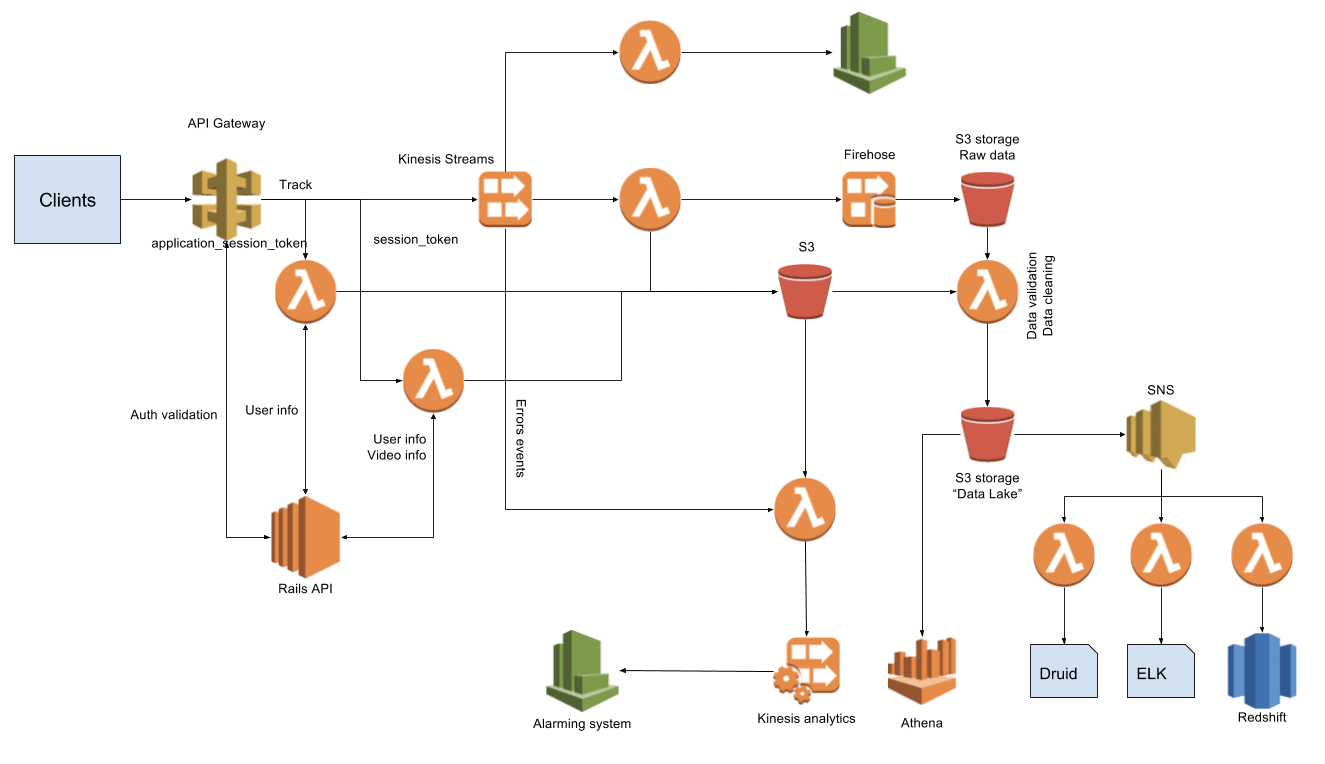 API Gateway
S3 storage
Raw data
Firehose
Kinesis Streams
Track
Clients
application_session_token
session_token
S3
Data validation
Data cleaning
SNS
Auth validation
User info
Errors events
User info
Video info
S3 storage
“Data Lake”
Rails API
Druid
ELK
Alarming system
Kinesis analytics
Athena
Redshift